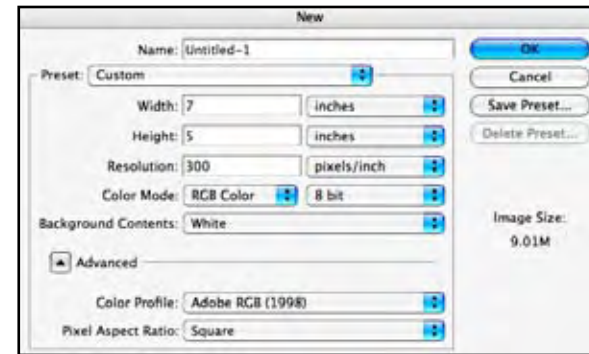 New
Name: Untitled-1
OK
Preset: Custom
Cancel
Width: 7 inches
Save Preset...
Height: 5 inches
Delete Preset...
Resolution: 300 pixels/inch
Color Mode: RGB Color 8 bit
Background Contents: White
Image Size:
9.01M
Advanced
Color Profile: Adobe RGB (1998)
Pixel Aspect Ratio: Square